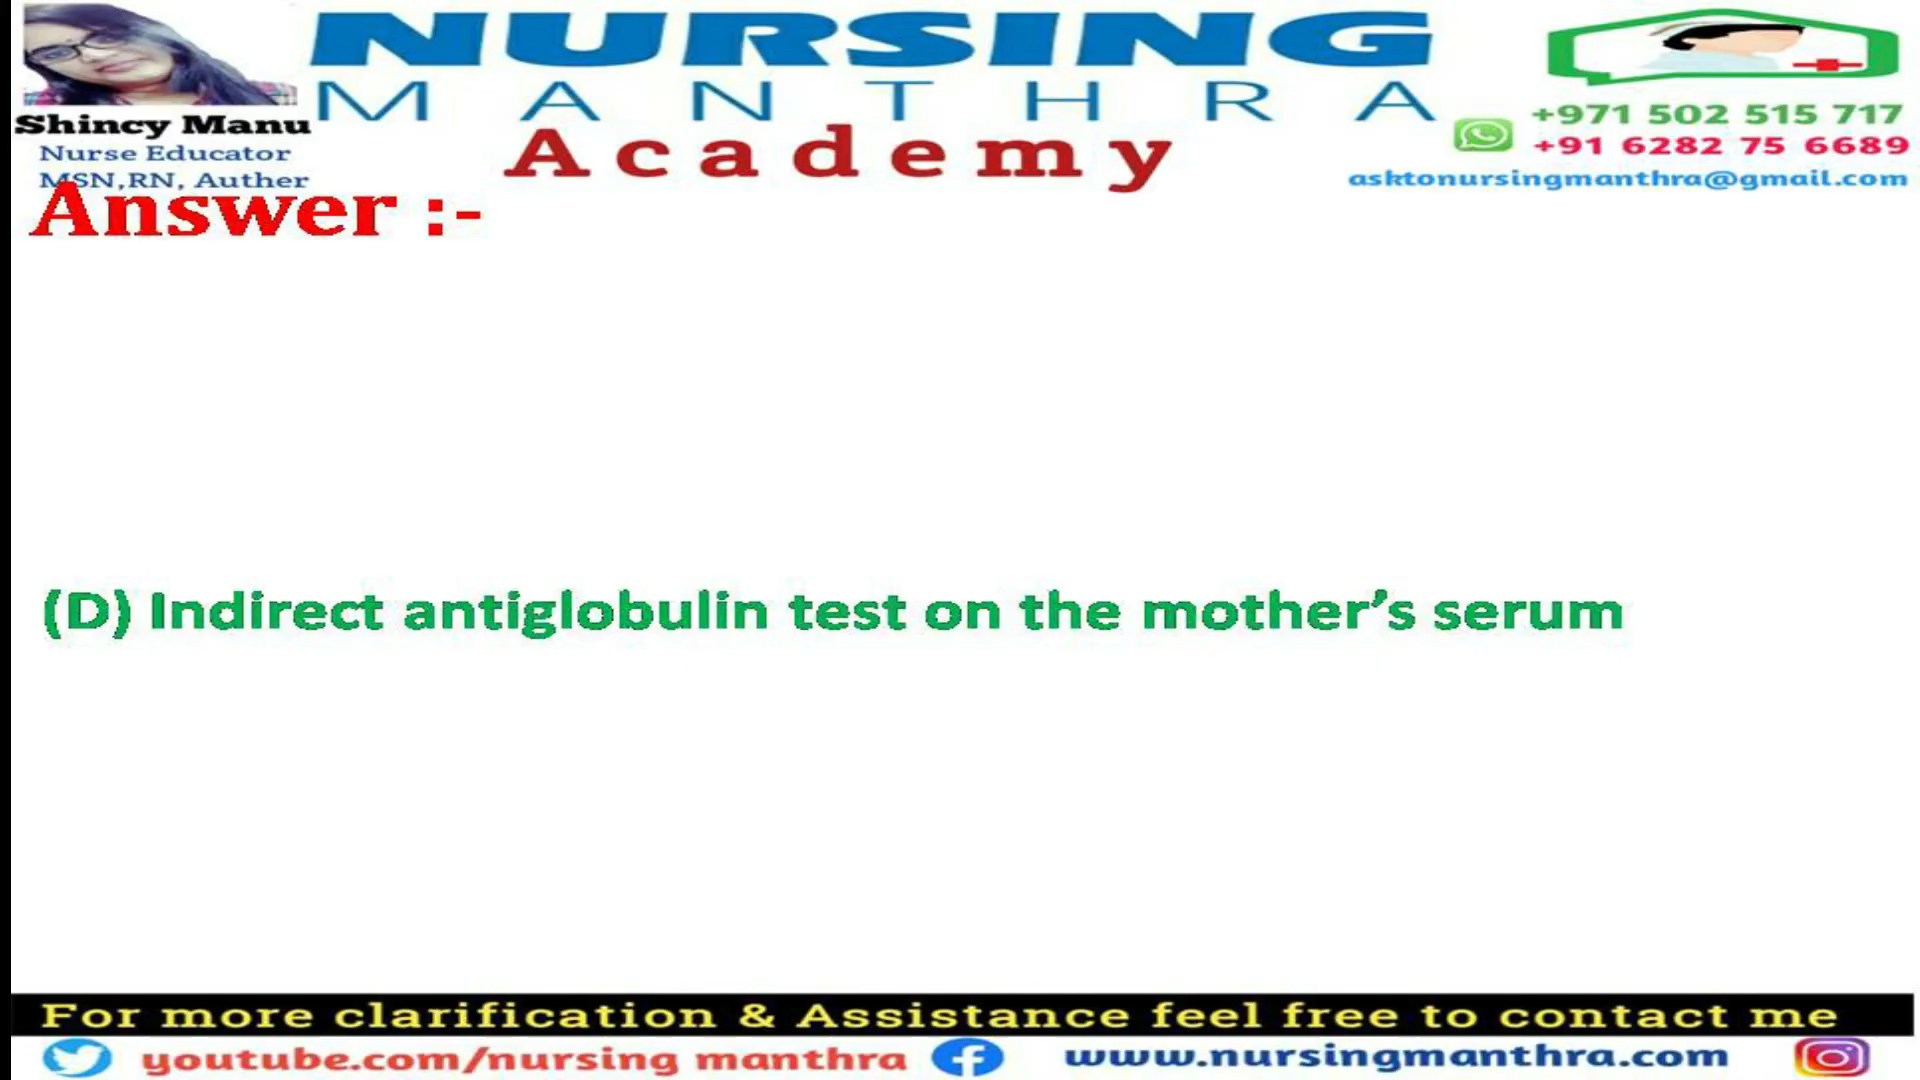 NURSING
MANTHRA
Academy
Shincy Manu
Nurse Educator
MSN,RN, Auther
+971 502 515 717
+91 6282 75 6689
asktonursingmanthra@gmail.com
Answer :-
(D) Indirect antiglobulin test on the mother’s serum
For more clarification & Assistance feel free to contact me
youtube.com/nursing manthra
www.nursingmanthra.com